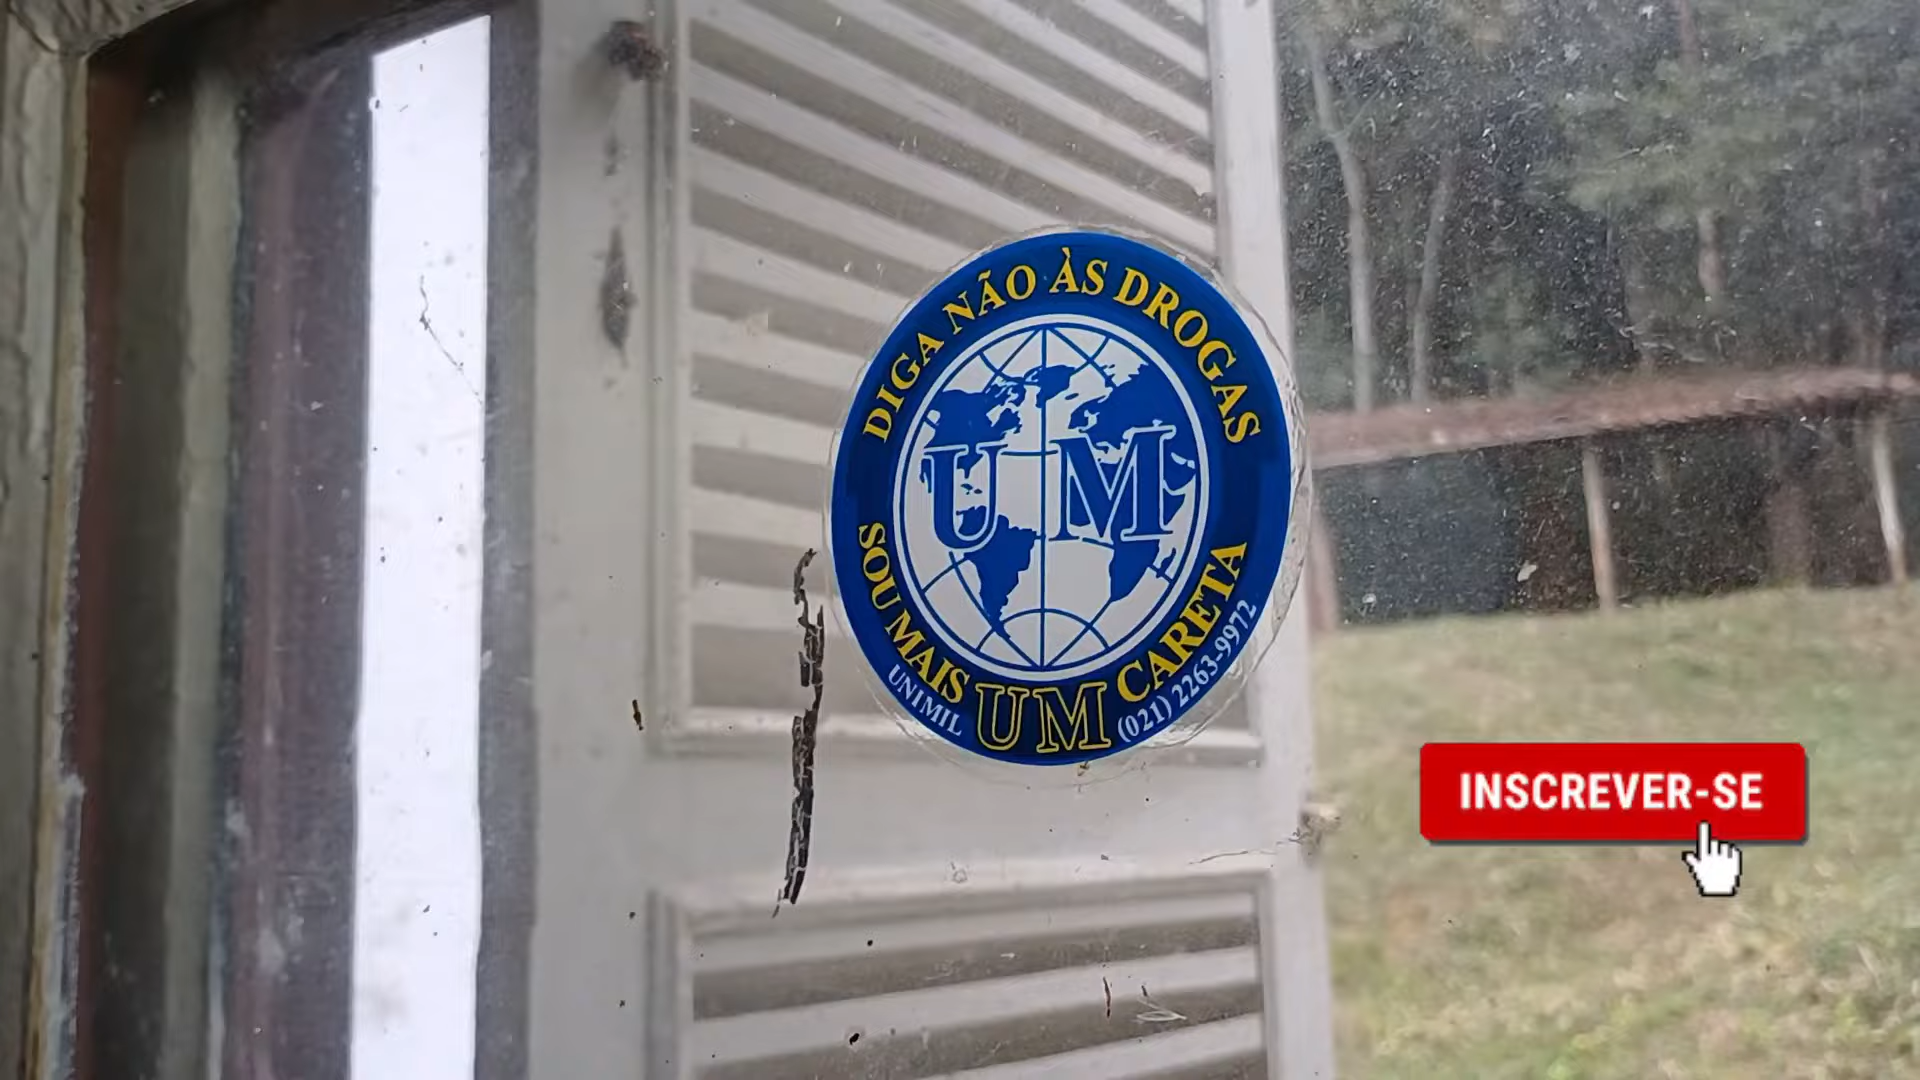 DIGA NÃO ÀS DROGAS
UM
SOU MAIS UM CARETA
UNIMIL (021) 2263-9972
INSCREVER-SE